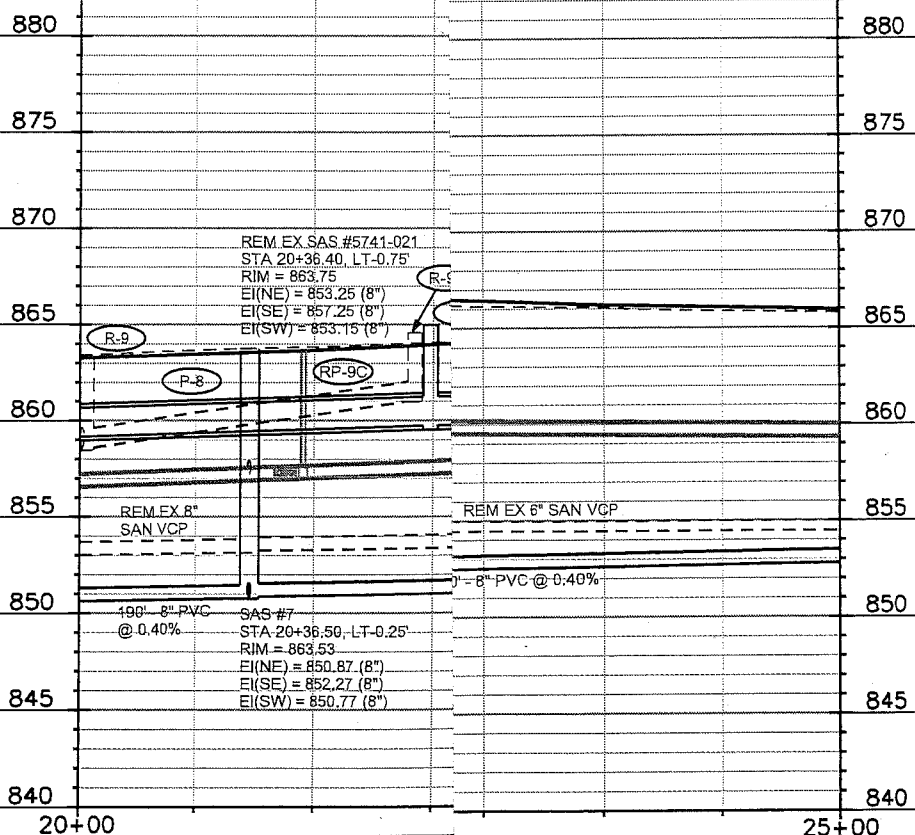 880
880
875
875
870
870
REM EX SAS #5741-021
STA 20+36.40, LT-0.75'
RIM = 863.75
EI(NE) = 853.25 (8")
EI(SE) = 857.25 (8")
EI(SW) = 853.15 (8")
865
865
R-9
P-8
RP-9C
860
860
855
855
REM EX 8"
SAN VCP
REM EX 6" SAN VCP
' - 8" PVC @ 0.40%
850
850
190' - 8" PVC
@ 0.40%
SAS #7
STA 20+36.50, LT-0.25'
RIM = 863.53
EI(NE) = 850.87 (8")
EI(SE) = 852.27 (8")
EI(SW) = 850.77 (8")
845
845
840
840
20+00
25+00